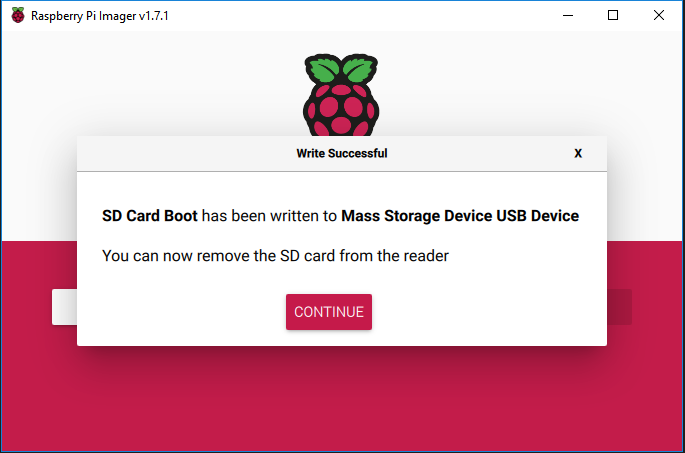 Raspberry Pi Imager v1.7.1
Write Successful
X
SD Card Boot has been written to Mass Storage Device USB Device
You can now remove the SD card from the reader
CONTINUE